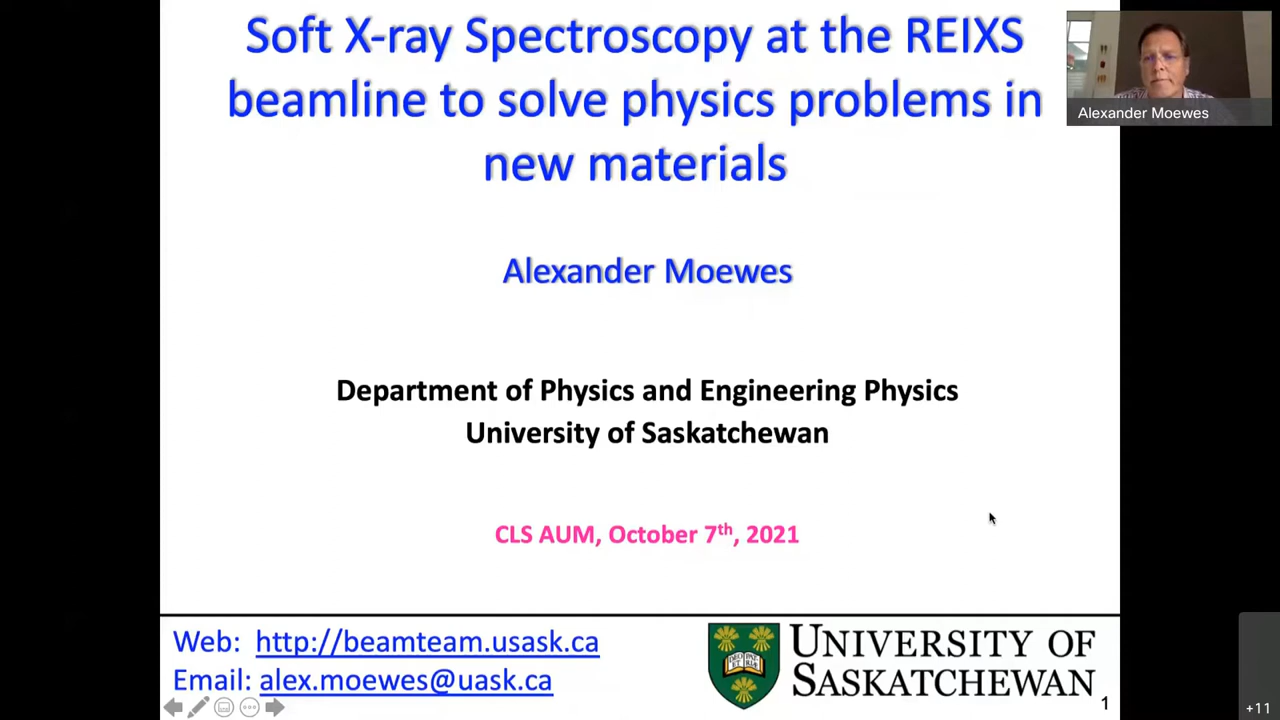 Soft X-ray Spectroscopy at the REIXS
beamline to solve physics problems in
new materials
Alexander Moewes
Alexander Moewes
Department of Physics and Engineering Physics
University of Saskatchewan
CLS AUM, October 7th, 2021
Web: http://beamteam.usask.ca
Email: alex.moewes@uask.ca
UNIVERSITY OF
SASKATCHEWAN
1
+11